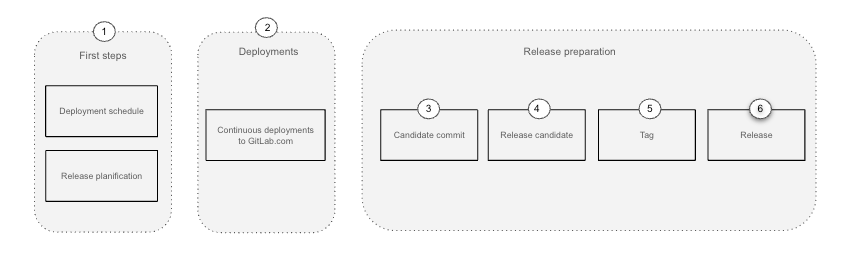 1
First steps
Deployment schedule
Release planification
2
Deployments
Continuous deployments
to GitLab.com
Release preparation
3
Candidate commit
4
Release candidate
5
Tag
6
Release